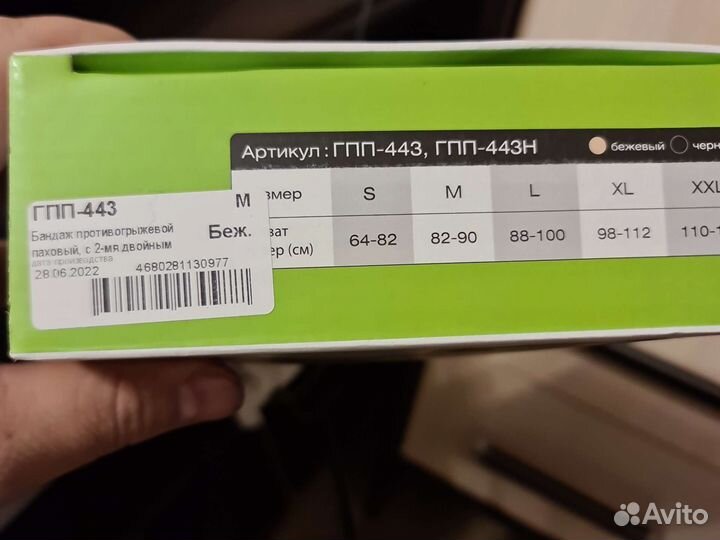 Артикул: ГПП-443, ГПП-443Н бежевый
S M L XL XXL
64-82 82-90 88-100 98-112
ГПП-443 M
Бандаж противогрыжевой Беж.
паховый, с 2-мя двойным
дата производства
28.06.2022 4680281130977
(см)
Avito